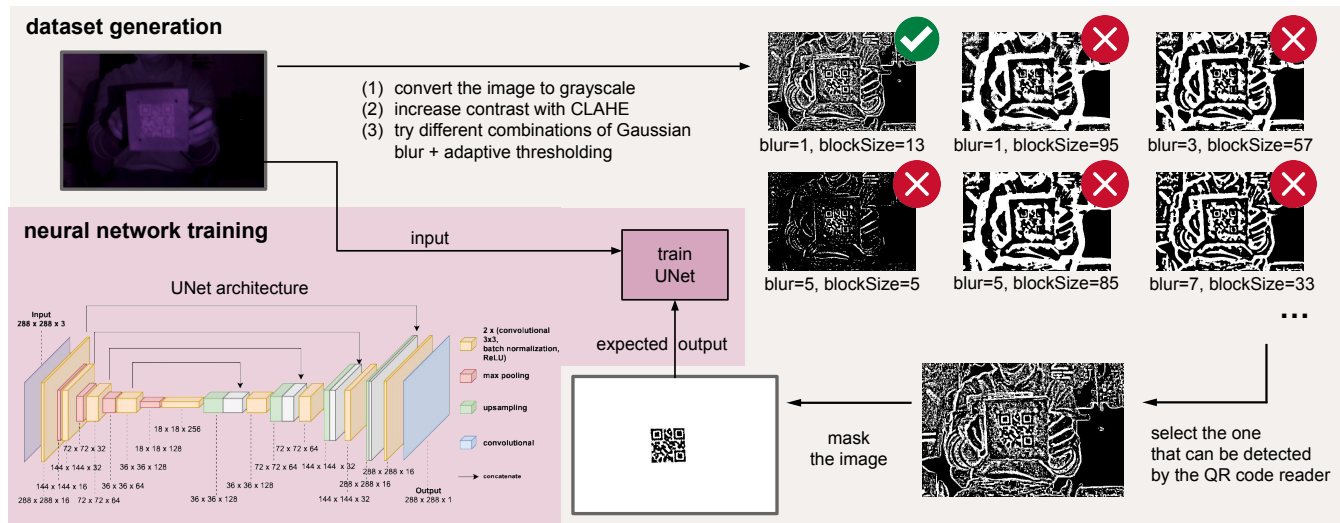 dataset generation
(1) convert the image to grayscale
(2) increase contrast with CLAHE
(3) try different combinations of Gaussian
blur + adaptive thresholding
blur=1, blockSize=13
blur=1, blockSize=95
blur=3, blockSize=57
blur=5, blockSize=5
blur=5, blockSize=85
blur=7, blockSize=33
...
select the one
that can be detected
by the QR code reader
mask
the image
neural network training
input
train
UNet
expected output
UNet architecture
Input
288 x 288 x 3
2 x (convolutional
3x3,
batch normalization,
ReLU)
max pooling
upsampling
convolutional
concatenate
18 x 18 x 256
18 x 18 x 128
72 x 72 x 32
36 x 36 x 128
72 x 72 x 64
144 x 144 x 32
36 x 36 x 64
36 x 36 x 128
72 x 72 x 64
144 x 144 x 32
288 x 288 x 16
144 x 144 x 16
288 x 288 x 16
288 x 288 x 16
72 x 72 x 64
36 x 36 x 128
144 x 144 x 32
Output
288 x 288 x 1